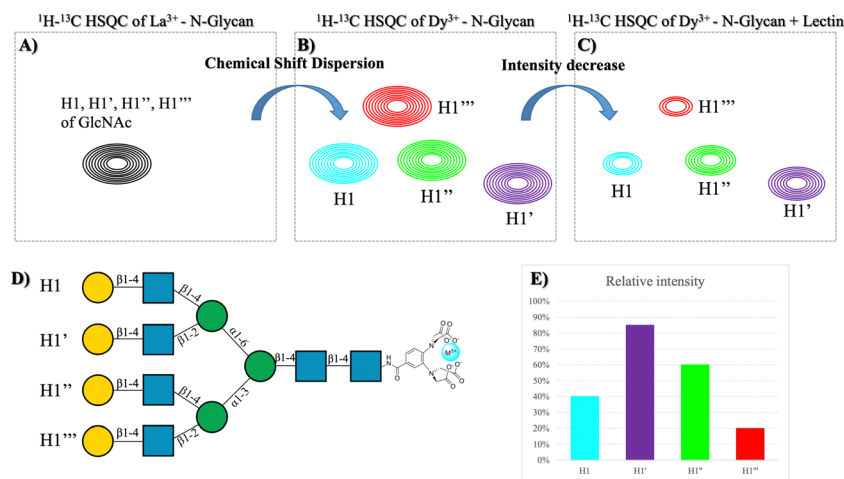 ¹H-¹³C HSQC of La³⁺ - N-Glycan
¹H-¹³C HSQC of Dy³⁺ - N-Glycan
¹H-¹³C HSQC of Dy³⁺ - N-Glycan + Lectin
A)
B)
C)
Chemical Shift Dispersion
Intensity decrease
H1, H1’, H1’’, H1’’’
of GlcNAc
H1’’’
H1
H1’’
H1’
H1’’’
H1
H1’’
H1’
D)
H1
β1-4
β1-4
H1’
β1-4
β1-2
α1-6
H1’’
β1-4
β1-4
α1-3
H1’’’
β1-4
β1-2
β1-4
β1-4
H
N
O
N
N
O
O
O
O⁻
M³⁺
O⁻
O
O
O
E)
Relative intensity
100%
90%
80%
70%
60%
50%
40%
30%
20%
10%
0%
H1
H1'
H1''
H1'''